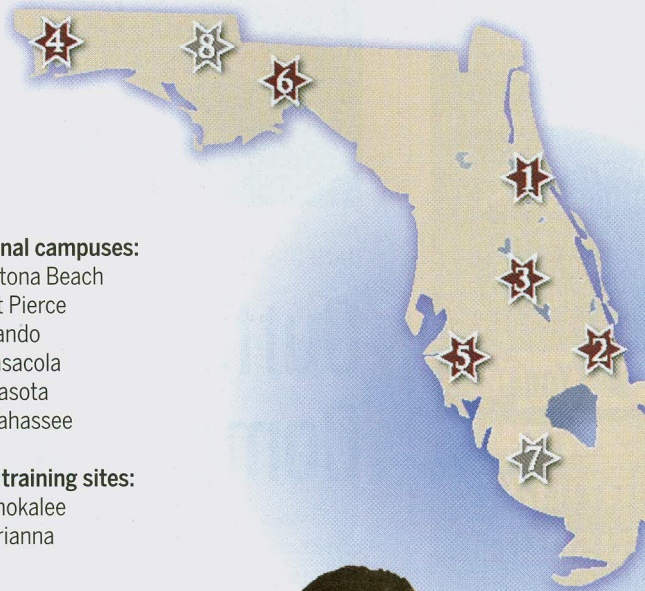 4
8
6
1
3
5
2
7
nal campuses:
tona Beach
t Pierce
ando
sacola
asota
ahassee
training sites:
okalee
rianna